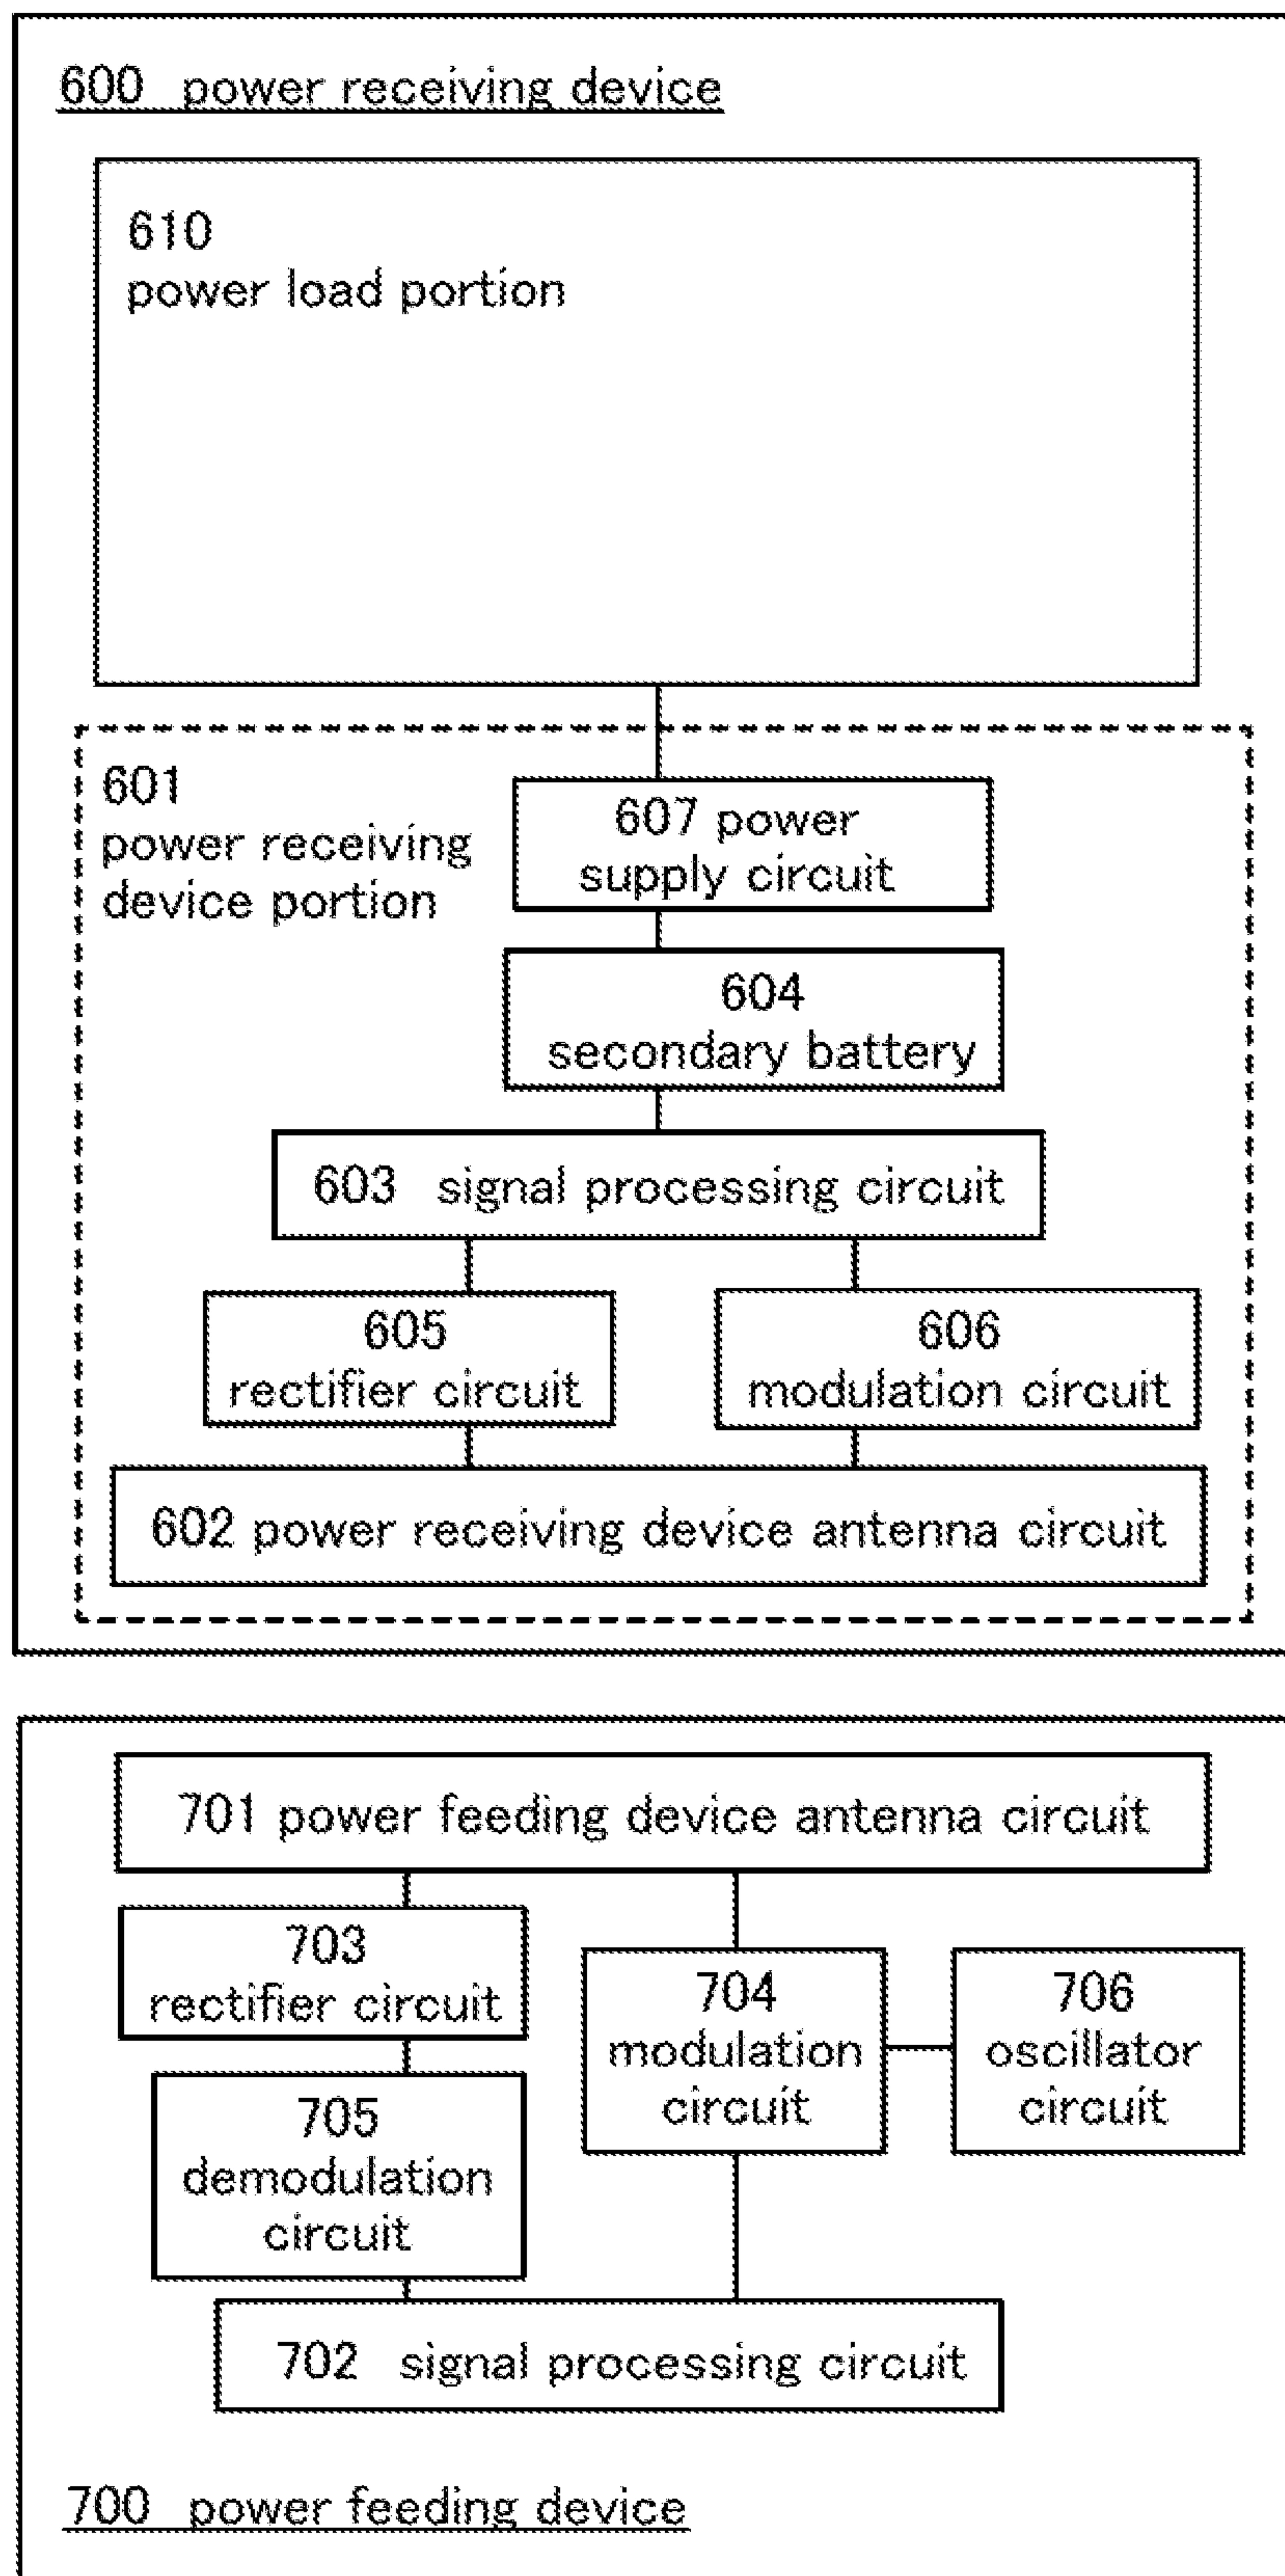 600 power receiving device
610
power load portion
601
power receiving
device portion
607 power
supply circuit
604
secondary battery
603 signal processing circuit
605
rectifier circuit
606
modulation circuit
602 power receiving device antenna circuit
701 power feeding device antenna circuit
703
rectifier circuit
704
modulation
circuit
706
oscillator
circuit
705
demodulation
circuit
702 signal processing circuit
700 power feeding device